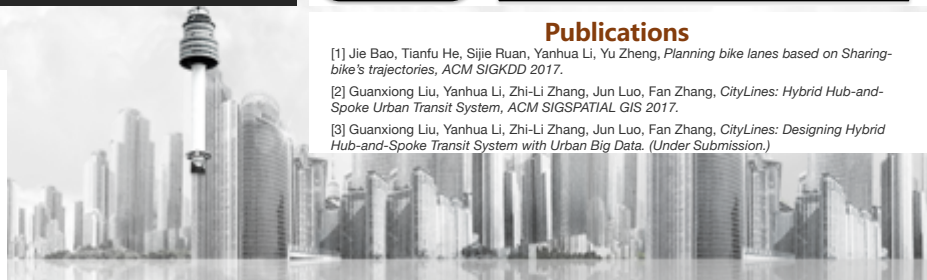 Publications
[1] Jie Bao, Tianfu He, Sijie Ruan, Yanhua Li, Yu Zheng, Planning bike lanes based on Sharing-
bike's trajectories, ACM SIGKDD 2017.
[2] Guanxiong Liu, Yanhua Li, Zhi-Li Zhang, Jun Luo, Fan Zhang, CityLines: Hybrid Hub-and-
Spoke Urban Transit System, ACM SIGSPATIAL GIS 2017.
[3] Guanxiong Liu, Yanhua Li, Zhi-Li Zhang, Jun Luo, Fan Zhang, CityLines: Designing Hybrid
Hub-and-Spoke Transit System with Urban Big Data. (Under Submission.)